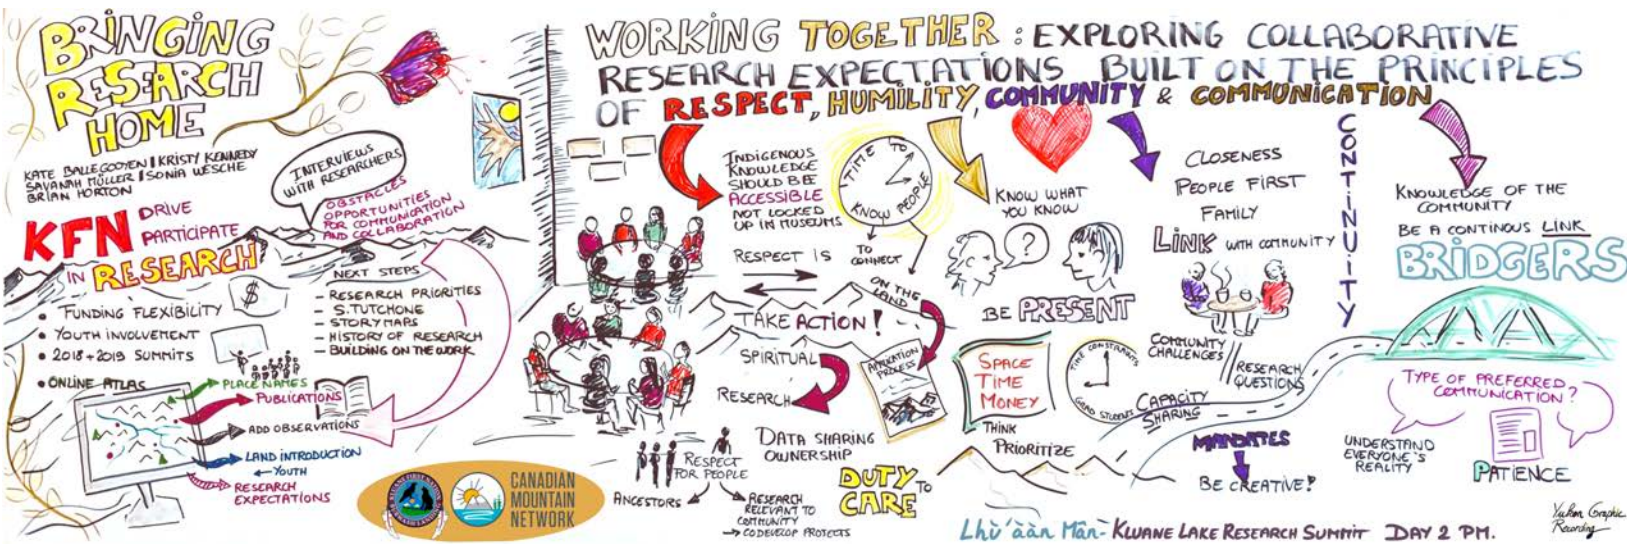 BRINGING
RESEARCH
HOME
KATE BALLEGOOYEN | KRISTY KENNEDY
SAVANAH MÜLLER | SONIA WESCHE
BRIAN HORTON
INTERVIEWS
WITH RESEARCHERS
OBSTACLES
OPPORTUNITIES
FOR COMMUNICATION
AND COLLABORATION
KFN DRIVE
PARTICIPATE
IN RESEARCH
• FUNDING FLEXIBILITY
$
• YOUTH INVOLVEMENT
• 2018 + 2019 SUMMITS
• ONLINE ATLAS
NEXT STEPS
- RESEARCH PRIORITIES
- S. TUTCHONE
- STORY MAPS
- HISTORY OF RESEARCH
- BUILDING ON THE WORK
PLACE NAMES
PUBLICATIONS
ADD OBSERVATIONS
LAND INTRODUCTION
← YOUTH
RESEARCH
EXPECTATIONS
CANADIAN
MOUNTAIN
NETWORK
WORKING TOGETHER : EXPLORING COLLABORATIVE
RESEARCH EXPECTATIONS BUILT ON THE PRINCIPLES
OF RESPECT, HUMILITY, COMMUNITY & COMMUNICATION
INDIGENOUS
KNOWLEDGE
SHOULD BE
ACCESSIBLE
NOT LOCKED
UP IN MUSEUMS
RESPECT IS
TIME TO
KNOW PEOPLE
TO
CONNECT
ON THE
LAND
TAKE ACTION!
SPIRITUAL
RESEARCH
APPLICATION
PROCESS
DATA SHARING
OWNERSHIP
RESPECT
FOR PEOPLE
ANCESTORS
RESEARCH
RELEVANT TO
COMMUNITY
→ CODEVELOP PROJECTS
DUTY TO
CARE
KNOW WHAT
YOU KNOW
?
BE PRESENT
SPACE
TIME
MONEY
THINK
PRIORITIZE
TIME CONSTRAINTS
GRAD STUDENTS
CLOSENESS
PEOPLE FIRST
FAMILY
LINK WITH COMMUNITY
COMMUNITY
CHALLENGES
RESEARCH
QUESTIONS
CAPACITY
SHARING
MANDATES
BE CREATIVE!
CONTINUITY
KNOWLEDGE OF THE
COMMUNITY
BE A CONTINOUS LINK
BRIDGERS
TYPE OF PREFERRED
COMMUNICATION?
UNDERSTAND
EVERYONE'S
REALITY
PATIENCE
Lhù'ààn Mân - KLUANE LAKE RESEARCH SUMMIT DAY 2 PM.
Yukon Graphic
Recording